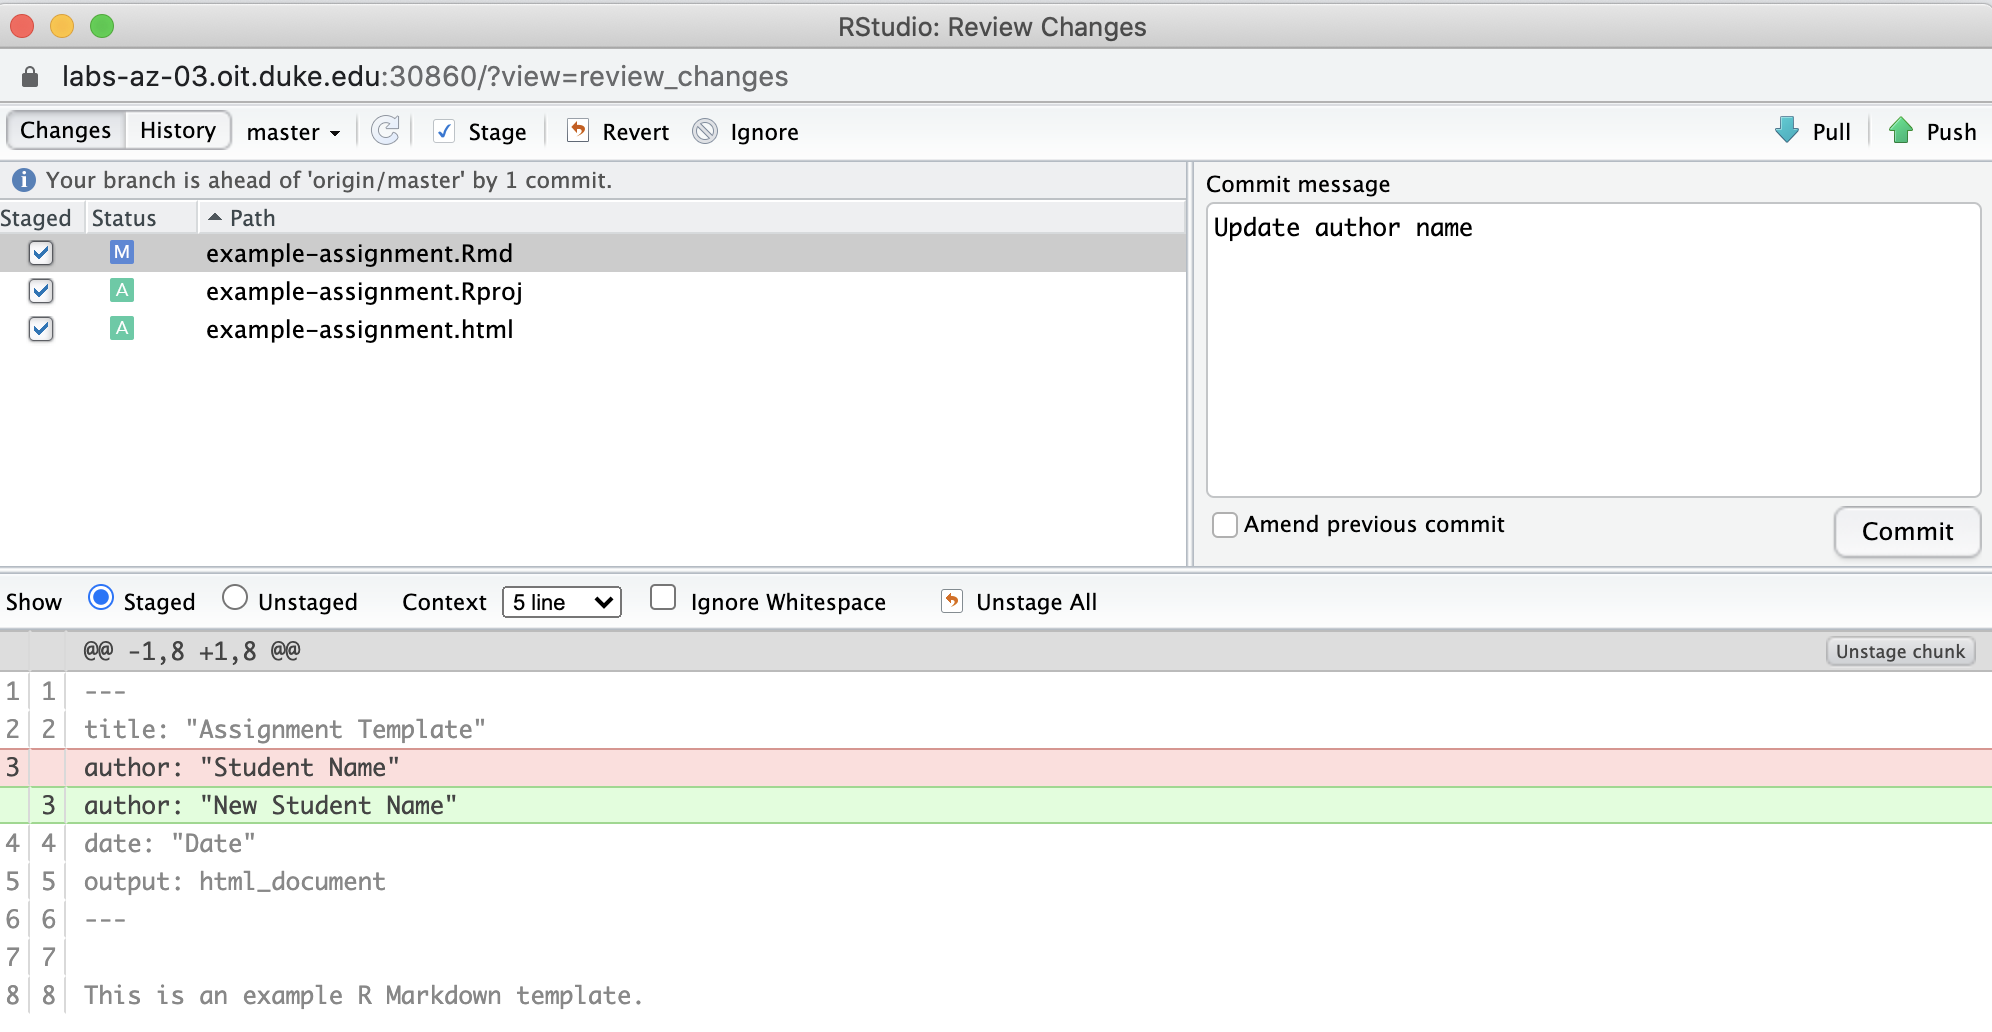 RStudio: Review Changes
labs-az-03.oit.duke.edu:30860/?view=review_changes
Changes History master Stage Revert Ignore Pull Push
Your branch is ahead of 'origin/master' by 1 commit.
Staged Status Path
M example-assignment.Rmd
A example-assignment.Rproj
A example-assignment.html
Commit message
Update author name
Amend previous commit
Commit
Show Staged Unstaged Context 5 line Ignore Whitespace Unstage All
@@ -1,8 +1,8 @@ Unstage chunk
1 1 ---
2 2 title: "Assignment Template"
3 author: "Student Name"
3 author: "New Student Name"
4 4 date: "Date"
5 5 output: html_document
6 6 ---
7 7
8 8 This is an example R Markdown template.